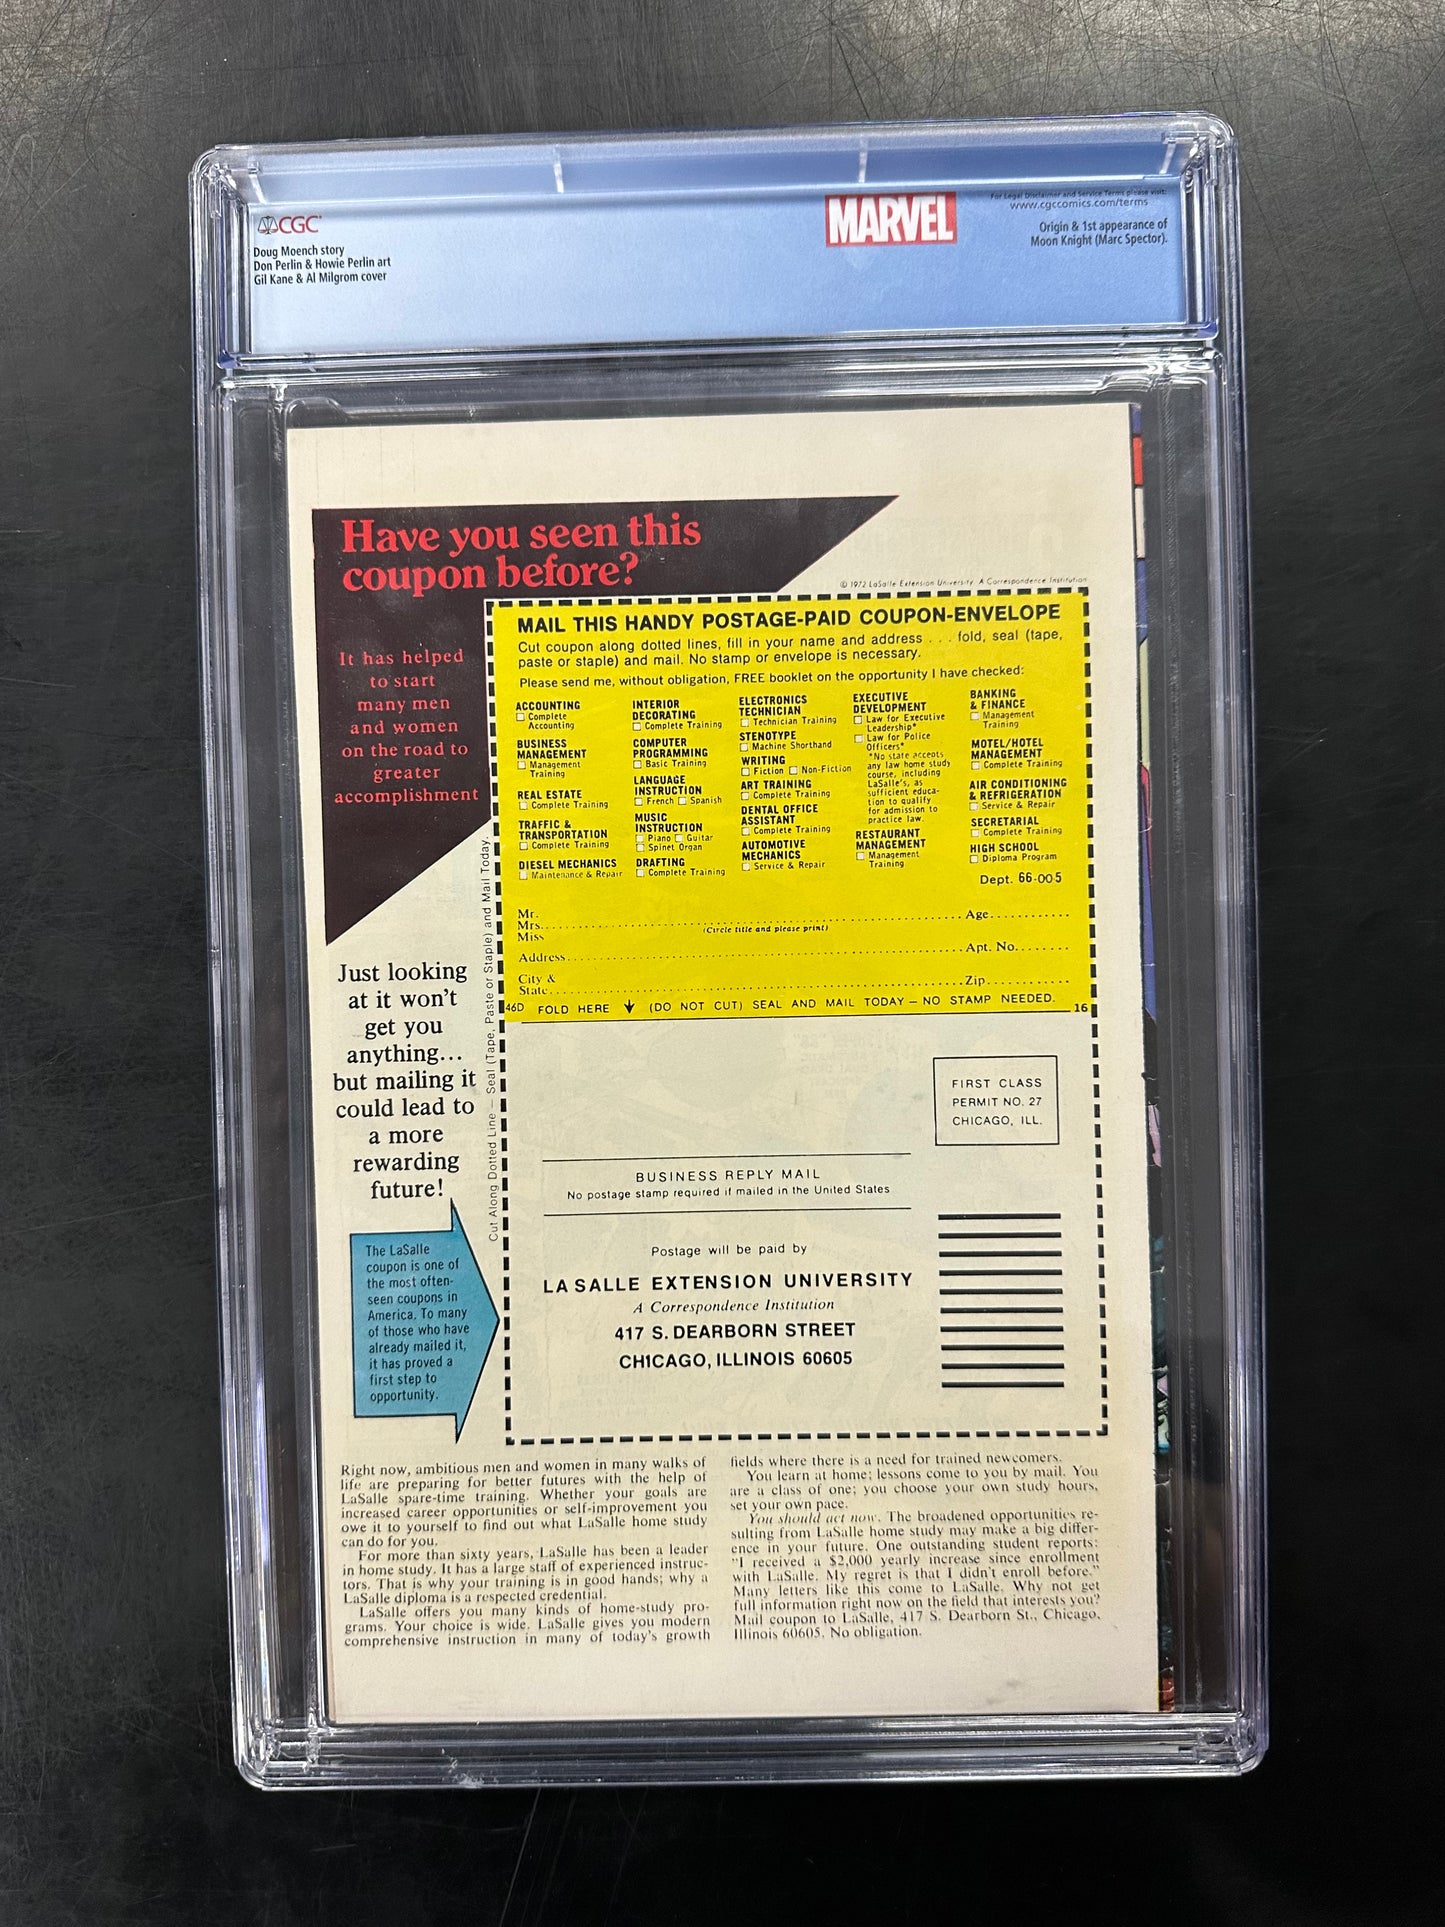 CGC
Doug Moench story
Don Perlin & Howie Perlin art
Gil Kane & Al Milgrom cover
MARVEL
For Legal Disclaimer and Service Terms please visit:
www.cgccomics.com/terms
Origin & 1st appearance of
Moon Knight (Marc Spector).
Have you seen this
coupon before?
© 1972 LaSalle Extension University A Correspondence Institution
It has helped
to start
many men
and women
on the road to
greater
accomplishment
MAIL THIS HANDY POSTAGE-PAID COUPON-ENVELOPE
Cut coupon along dotted lines, fill in your name and address . . . fold, seal (tape,
paste or staple) and mail. No stamp or envelope is necessary.
Please send me, without obligation, FREE booklet on the opportunity I have checked:
ACCOUNTING
Complete
Accounting
BUSINESS
MANAGEMENT
Management
Training
REAL ESTATE
Complete Training
TRAFFIC &
TRANSPORTATION
Complete Training
DIESEL MECHANICS
Maintenance & Repair
INTERIOR
DECORATING
Complete Training
COMPUTER
PROGRAMMING
Basic Training
LANGUAGE
INSTRUCTION
French Spanish
MUSIC
INSTRUCTION
Piano Guitar
Spinet Organ
DRAFTING
Complete Training
ELECTRONICS
TECHNICIAN
Technician Training
STENOTYPE
Machine Shorthand
WRITING
Fiction Non-Fiction
ART TRAINING
Complete Training
DENTAL OFFICE
ASSISTANT
Complete Training
AUTOMOTIVE
MECHANICS
Service & Repair
EXECUTIVE
DEVELOPMENT
Law for Executive
Leadership*
Law for Police
Officers*
*No state accepts
any law home study
course, including
LaSalle's, as
sufficient educa-
tion to qualify
for admission to
practice law.
RESTAURANT
MANAGEMENT
Management
Training
BANKING
& FINANCE
Management
Training
MOTEL/HOTEL
MANAGEMENT
Complete Training
AIR CONDITIONING
& REFRIGERATION
Service & Repair
SECRETARIAL
Complete Training
HIGH SCHOOL
Diploma Program
Dept. 66-005
Mr.
Mrs. Age
Miss
(Circle title and please print)
Address Apt. No.
City &
State Zip
46D FOLD HERE (DO NOT CUT) SEAL AND MAIL TODAY — NO STAMP NEEDED. 16
Cut Along Dotted Line — Seal (Tape, Paste or Staple) and Mail Today.
Just looking
at it won't
get you
anything...
but mailing it
could lead to
a more
rewarding
future!
FIRST CLASS
PERMIT NO. 27
CHICAGO, ILL.
BUSINESS REPLY MAIL
No postage stamp required if mailed in the United States
Postage will be paid by
LA SALLE EXTENSION UNIVERSITY
A Correspondence Institution
417 S. DEARBORN STREET
CHICAGO, ILLINOIS 60605
The LaSalle
coupon is one of
the most often-
seen coupons in
America. To many
of those who have
already mailed it,
it has proved a
first step to
opportunity.
Right now, ambitious men and women in many walks of
life are preparing for better futures with the help of
LaSalle spare-time training. Whether your goals are
increased career opportunities or self-improvement you
owe it to yourself to find out what LaSalle home study
can do for you.
For more than sixty years, LaSalle has been a leader
in home study. It has a large staff of experienced instruc-
tors. That is why your training is in good hands; why a
LaSalle diploma is a respected credential.
LaSalle offers you many kinds of home-study pro-
grams. Your choice is wide. LaSalle gives you modern
comprehensive instruction in many of today's growth
fields where there is a need for trained newcomers.
You learn at home; lessons come to you by mail. You
are a class of one; you choose your own study hours,
set your own pace.
You should act now. The broadened opportunities re-
sulting from LaSalle home study may make a big differ-
ence in your future. One outstanding student reports:
"I received a $2,000 yearly increase since enrollment
with LaSalle. My regret is that I didn't enroll before."
Many letters like this come to LaSalle. Why not get
full information right now on the field that interests you?
Mail coupon to LaSalle, 417 S. Dearborn St., Chicago,
Illinois 60605. No obligation.